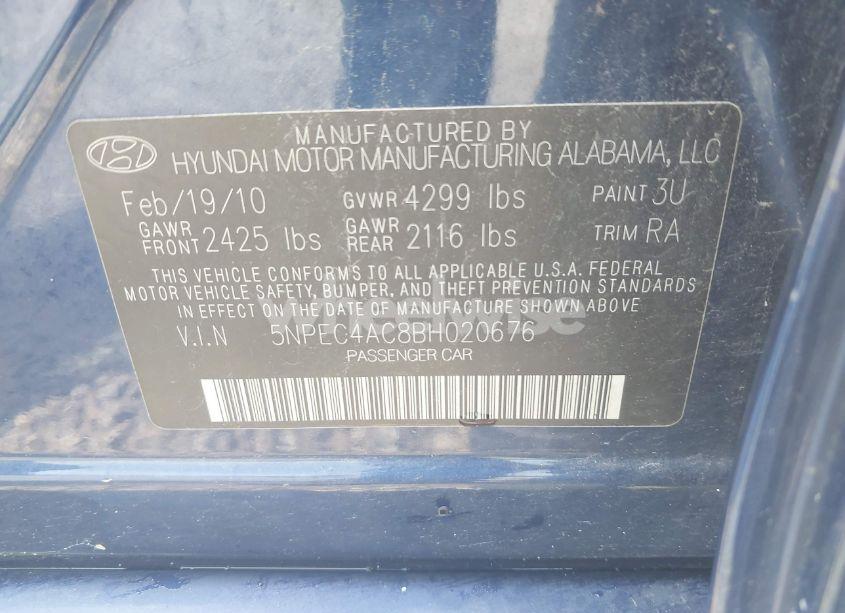 MANUFACTURED BY
HYUNDAI MOTOR MANUFACTURING ALABAMA, LLC
Feb/19/10 GVWR 4299 lbs PAINT 3U
GAWR FRONT 2425 lbs GAWR REAR 2116 lbs TRIM RA
THIS VEHICLE CONFORMS TO ALL APPLICABLE U.S.A. FEDERAL
MOTOR VEHICLE SAFETY, BUMPER, AND THEFT PREVENTION STANDARDS
IN EFFECT ON THE DATE OF MANUFACTURE SHOWN ABOVE.
wheelwise
V.I.N 5NPEC4AC8BH020676
PASSENGER CAR